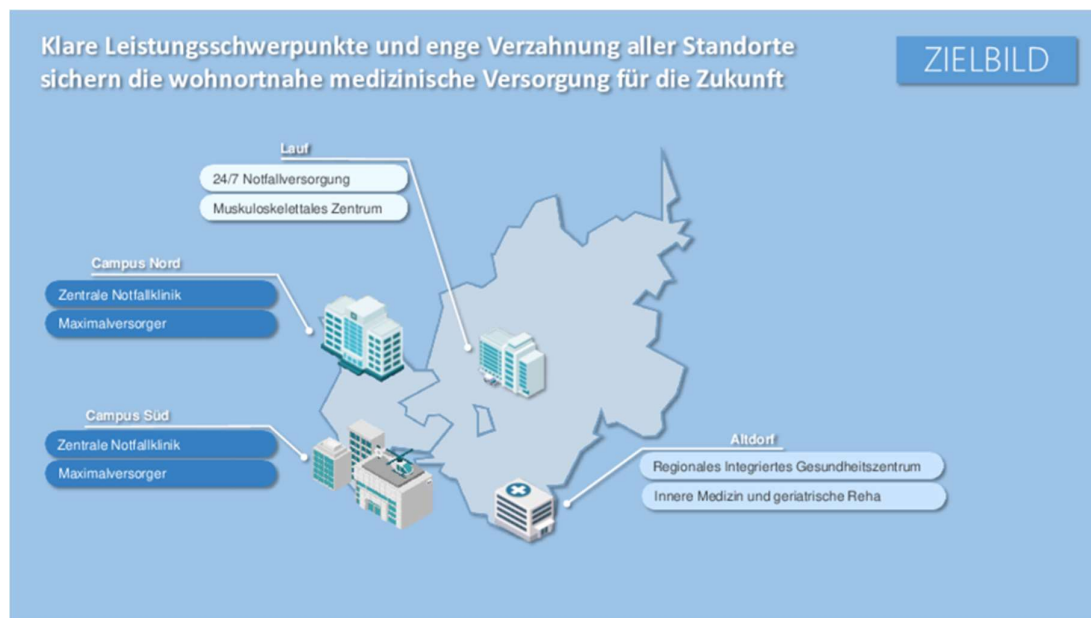 Klare Leistungsschwerpunkte und enge Verzahnung aller Standorte
sichern die wohnortnahe medizinische Versorgung für die Zukunft
ZIELBILD
Lauf
24/7 Notfallversorgung
Muskuloskelettales Zentrum
Campus Nord
Zentrale Notfallklinik
Maximalversorger
Campus Süd
Zentrale Notfallklinik
Maximalversorger
Altdorf
Regionales Integriertes Gesundheitszentrum
Innere Medizin und geriatrische Reha